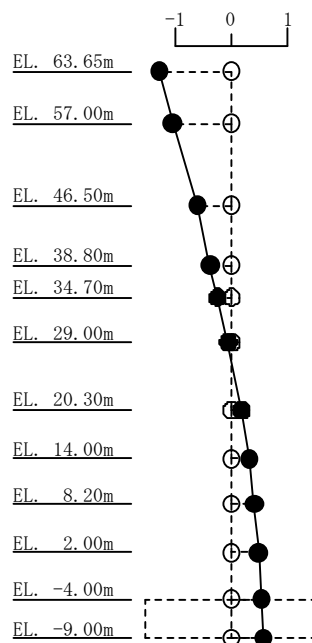 -1 0 1
EL. 63.65m
EL. 57.00m
EL. 46.50m
EL. 38.80m
EL. 34.70m
EL. 29.00m
EL. 20.30m
EL. 14.00m
EL. 8.20m
EL. 2.00m
EL. -4.00m
EL. -9.00m